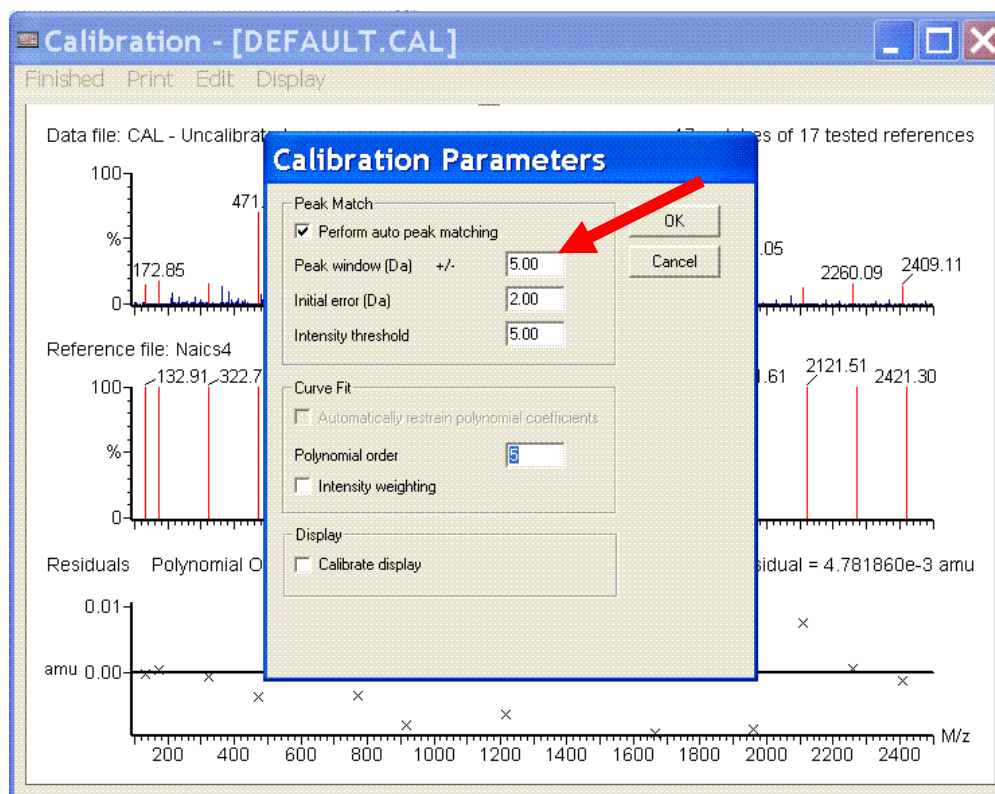 Calibration - [DEFAULT.CAL]
Finished Print Edit Display
Data file: CAL - of 17 tested references
100
471.
%
172.85
.05
2260.09
2409.11
0
Reference file: Naics4
132.91
322.7
.61
2121.51
2421.30
100
%
0
Residuals Polynomial = 4.781860e-3 amu
0.01
amu 0.00
200 400 600 800 1000 1200 1400 1600 1800 2000 2200 2400
M/z
Calibration Parameters
Peak Match
Perform auto peak matching
Peak window (Da) +/- 5.00
Initial error (Da) 2.00
Intensity threshold 5.00
OK
Cancel
Curve Fit
Automatically restrain polynomial coefficients
Polynomial order 5
Intensity weighting
Display
Calibrate display